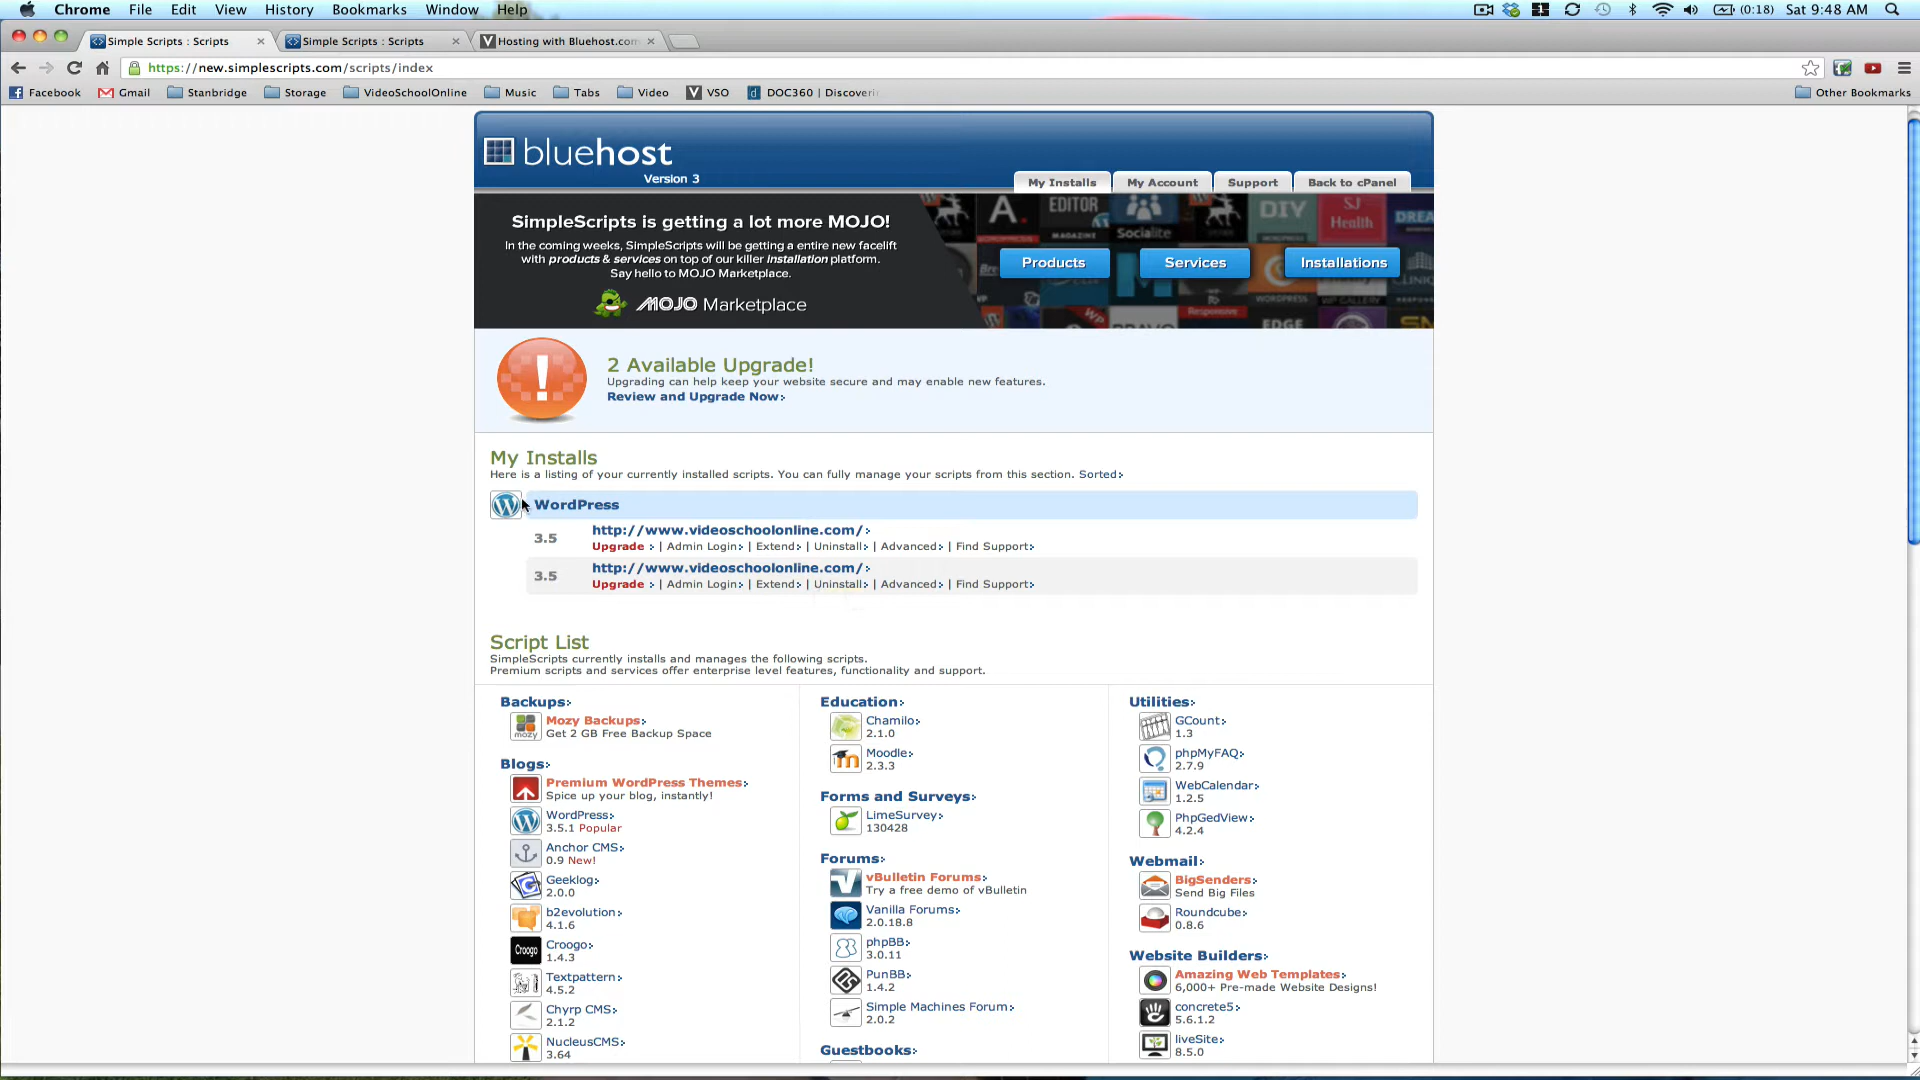 Chrome File Edit View History Bookmarks Window Help (0:18) Sat 9:48 AM
Simple Scripts : Scripts Simple Scripts : Scripts Hosting with Bluehost.com
https://new.simplescripts.com/scripts/index
Facebook Gmail Stanbridge Storage VideoSchoolOnline Music Tabs Video VSO DOC360 | Discoveri Other Bookmarks
bluehost
Version 3
My Installs My Account Support Back to cPanel
SimpleScripts is getting a lot more MOJO!
In the coming weeks, SimpleScripts will be getting a entire new facelift
with products & services on top of our killer installation platform.
Say hello to MOJO Marketplace.
MOJO Marketplace
EDITOR
MAGAZINE
Socialite
DIY
SJ
Health
Products Services Installations
WORDPRESS
WP GALLERY
WP
Responsive
EDGE
2 Available Upgrade!
Upgrading can help keep your website secure and may enable new features.
Review and Upgrade Now›
My Installs
Here is a listing of your currently installed scripts. You can fully manage your scripts from this section. Sorted›
WordPress
3.5 http://www.videoschoolonline.com/›
Upgrade › | Admin Login› | Extend› | Uninstall› | Advanced› | Find Support›
3.5 http://www.videoschoolonline.com/›
Upgrade › | Admin Login› | Extend› | Uninstall› | Advanced› | Find Support›
Script List
SimpleScripts currently installs and manages the following scripts.
Premium scripts and services offer enterprise level features, functionality and support.
Backups›
mozy
Mozy Backups›
Get 2 GB Free Backup Space
Blogs›
Premium WordPress Themes›
Spice up your blog, instantly!
WordPress›
3.5.1 Popular
Anchor CMS›
0.9 New!
Geeklog›
2.0.0
b2evolution›
4.1.6
Croogo
Croogo›
1.4.3
Textpattern›
4.5.2
Chyrp CMS›
2.1.2
NucleusCMS›
3.64
Education›
Chamilo›
2.1.0
Moodle›
2.3.3
Forms and Surveys›
LimeSurvey›
130428
Forums›
vBulletin Forums›
Try a free demo of vBulletin
Vanilla Forums›
2.0.18.8
phpBB›
3.0.11
PunBB›
1.4.2
Simple Machines Forum›
2.0.2
Guestbooks›
Utilities›
GCount›
1.3
phpMyFAQ›
2.7.9
WebCalendar›
1.2.5
PhpGedView›
4.2.4
Webmail›
BigSenders›
Send Big Files
Roundcube›
0.8.6
Website Builders›
Amazing Web Templates›
6,000+ Pre-made Website Designs!
concrete5›
5.6.1.2
liveSite›
8.5.0